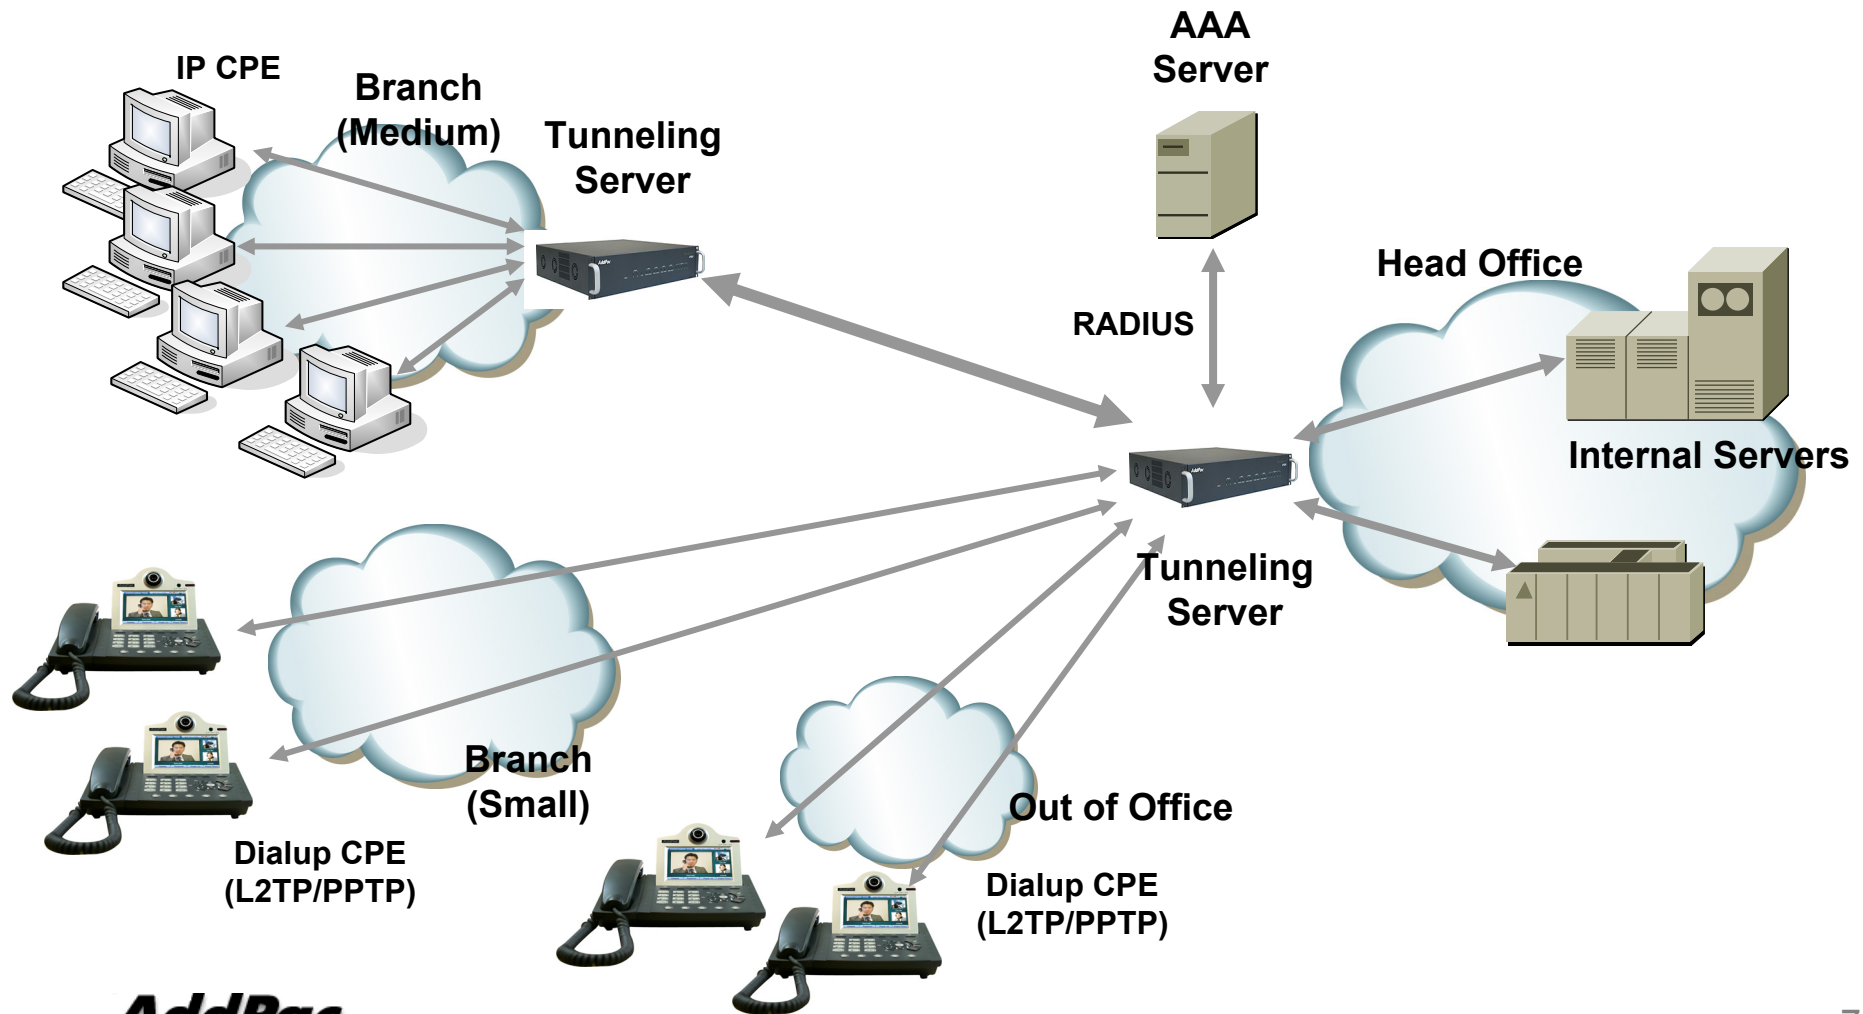 AAA
Server
IP CPE
Branch
(Medium)
Tunneling
Server
Head Office
RADIUS
Internal Servers
Tunneling
Server
Branch
(Small)
Out of Office
Dialup CPE
(L2TP/PPTP)
Dialup CPE
(L2TP/PPTP)
AddPac